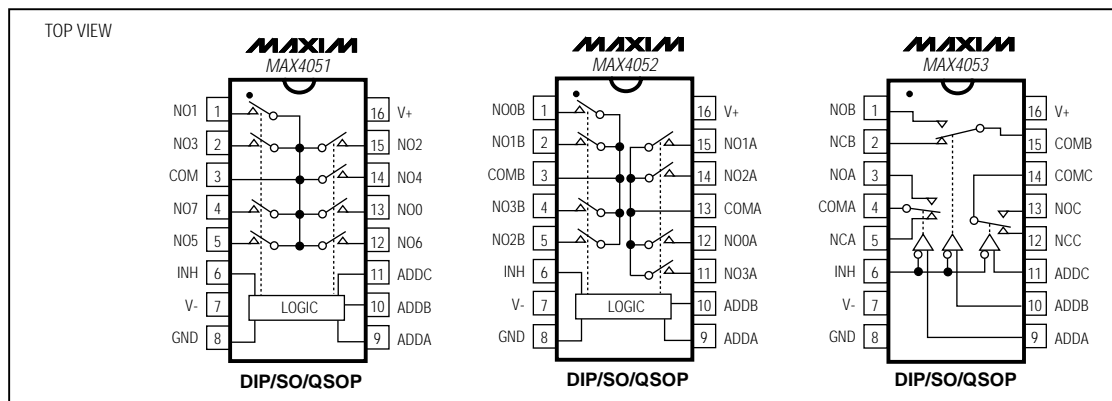 TOP VIEW
MAXIM
MAX4051
NO1 1
16 V+
NO3 2
15 NO2
COM 3
14 NO4
NO7 4
13 NO0
NO5 5
12 NO6
INH 6
11 ADDC
V- 7
LOGIC
10 ADDB
GND 8
9 ADDA
DIP/SO/QSOP
MAXIM
MAX4052
NO0B 1
16 V+
NO1B 2
15 NO1A
COMB 3
14 NO2A
NO3B 4
13 COMA
NO2B 5
12 NO0A
INH 6
11 NO3A
V- 7
LOGIC
10 ADDB
GND 8
9 ADDA
DIP/SO/QSOP
MAXIM
MAX4053
NOB 1
16 V+
NCB 2
15 COMB
NOA 3
14 COMC
COMA 4
13 NOC
NCA 5
12 NCC
INH 6
11 ADDC
V- 7
10 ADDB
GND 8
9 ADDA
DIP/SO/QSOP